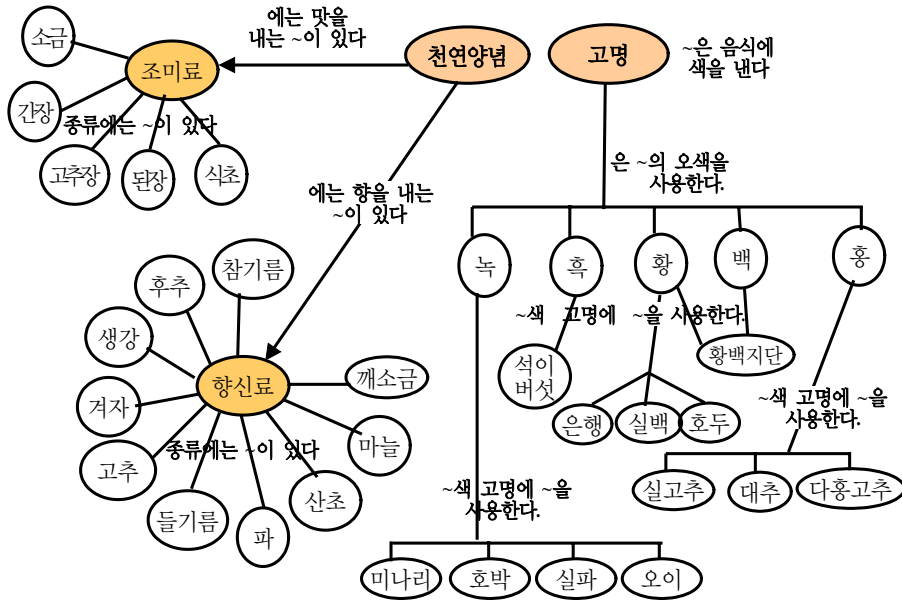 에는 맛을
내는 ~이 있다
천연양념
고명
~은 음식에
색을 낸다
소금
조미료
간장
종류에는 ~이 있다
고추장
된장
식초
에는 향을 내는
~이 있다
은 ~의 오색을
사용한다.
녹
흑
황
백
홍
~색 고명에 ~을 사용한다.
석이
버섯
황백지단
은행
실백
호두
~색 고명에 ~을
사용한다.
실고추
대추
다홍고추
참기름
후추
생강
겨자
고추
향신료
깨소금
종류에는 ~이 있다
마늘
산초
파
들기름
~색 고명에 ~을
사용한다.
미나리
호박
실파
오이